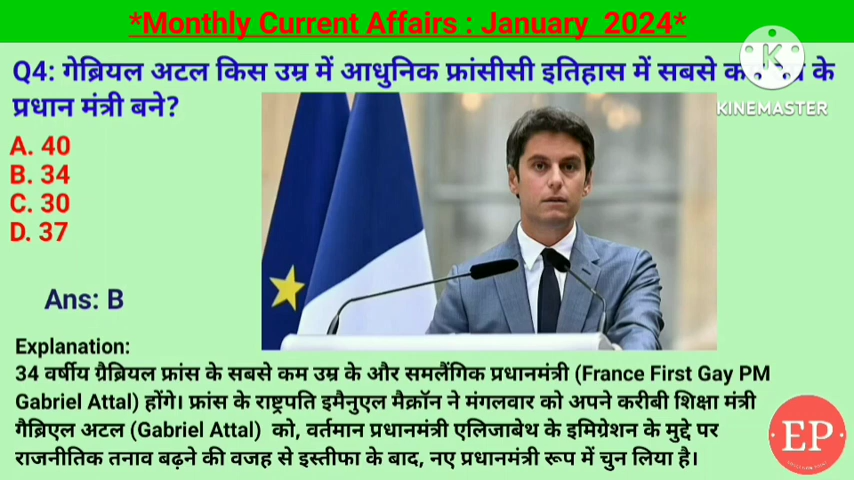 *Monthly Current Affairs : January 2024*
Q4: गेब्रियल अटल किस उम्र में आधुनिक फ्रांसीसी इतिहास में सबसे के
प्रधान मंत्री बने?
KINEMASTER
A. 40
B. 34
C. 30
D. 37
Ans: B
Explanation:
34 वर्षीय ग्रैब्रियल फ्रांस के सबसे कम उम्र के और समलैंगिक प्रधानमंत्री (France First Gay PM
Gabriel Attal) होंगे। फ्रांस के राष्ट्रपति इमैनुएल मैक्रॉन ने मंगलवार को अपने करीबी शिक्षा मंत्री
गैब्रिएल अटल (Gabriel Attal) को, वर्तमान प्रधानमंत्री एलिजाबेथ के इमिग्रेशन के मुद्दे पर
राजनीतिक तनाव बढ़ने की वजह से इस्तीफा के बाद, नए प्रधानमंत्री रूप में चुन लिया है।
EP